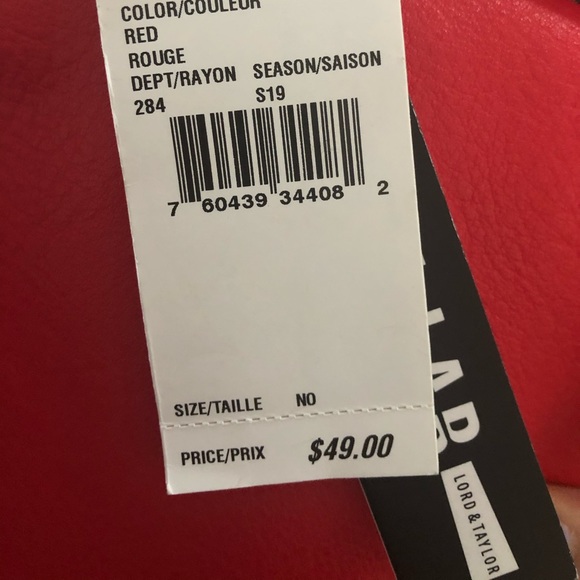 COLOR/COULEUR
RED
ROUGE
DEPT/RAYON SEASON/SAISON
284 S19
7 60439 34408 2
SIZE/TAILLE NO
PRICE/PRIX $49.00
LORD & TAYLOR